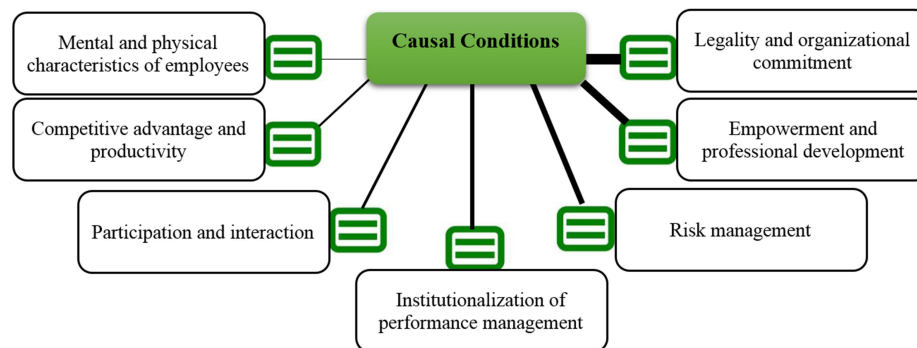 Causal Conditions
Mental and physical
characteristics of employees
Legality and organizational
commitment
Competitive advantage and
productivity
Empowerment and
professional development
Participation and interaction
Risk management
Institutionalization of
performance management